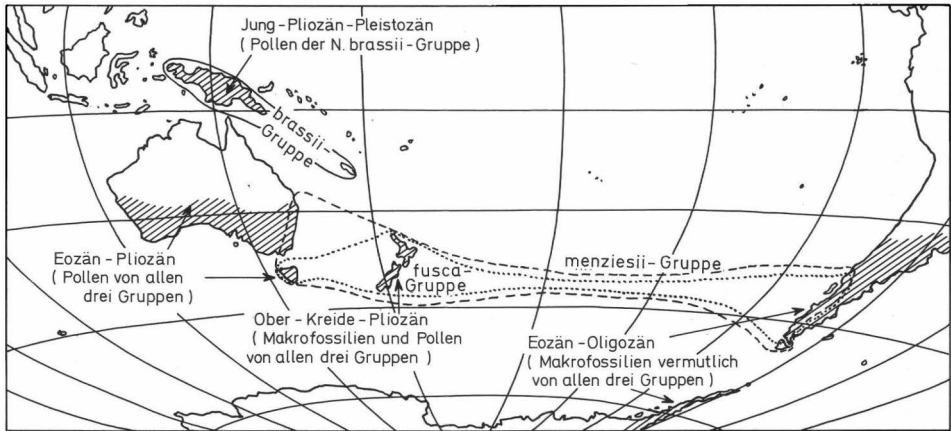 Jung-Pliozän-Pleistozän
( Pollen der N. brassii-Gruppe )
brassii-
Gruppe
Eozän-Pliozän
( Pollen von allen
drei Gruppen )
fusca-
Gruppe
menziesii-Gruppe
Ober-Kreide-Pliozän
( Makrofossilien und Pollen
von allen drei Gruppen )
Eozän-Oligozän
( Makrofossilien vermutlich
von allen drei Gruppen )